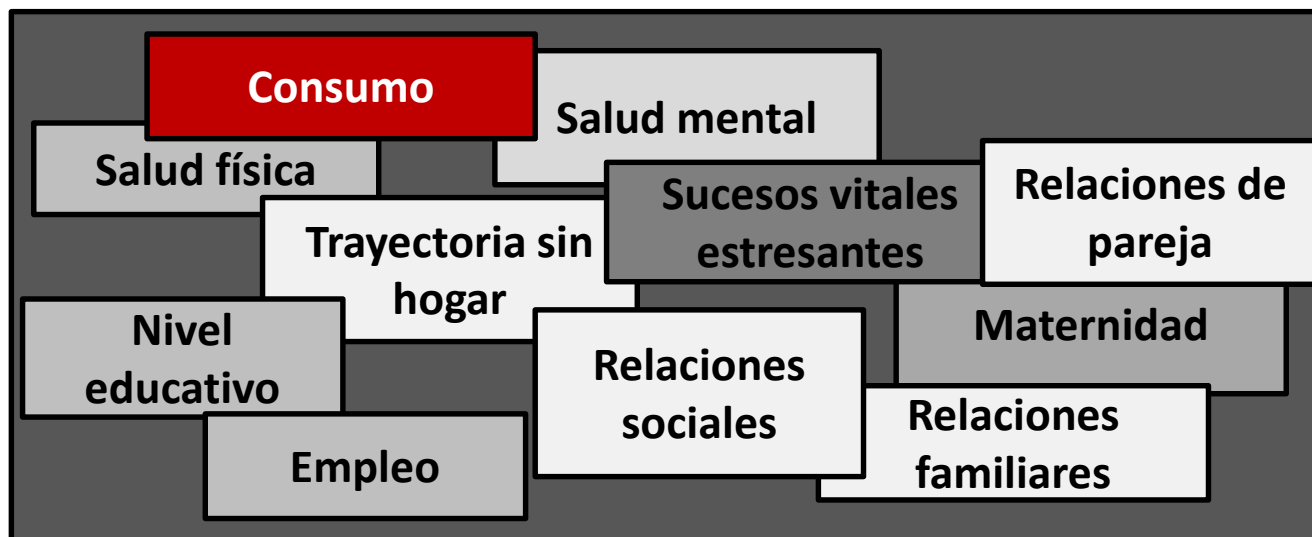 Consumo
Salud mental
Salud física
Sucesos vitales
estresantes
Relaciones de
pareja
Trayectoria sin
hogar
Nivel
educativo
Maternidad
Relaciones
sociales
Relaciones
familiares
Empleo